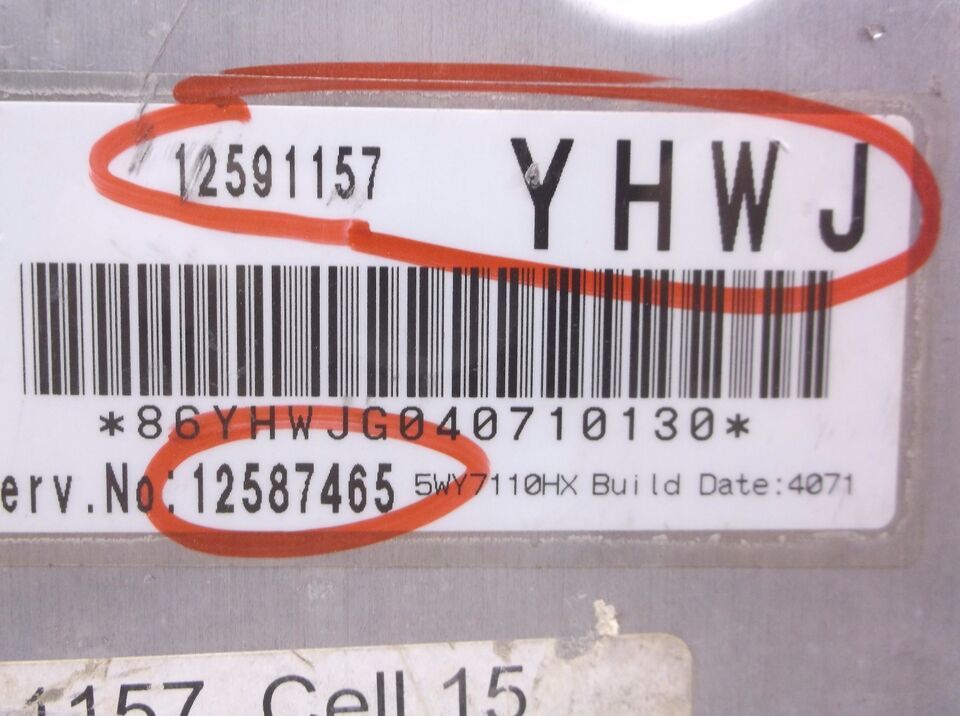 12591157 YHWJ
*86YHWJG040710130*
erv.No:12587465 5WY7110HX Build Date:4071
1157 Cell 15